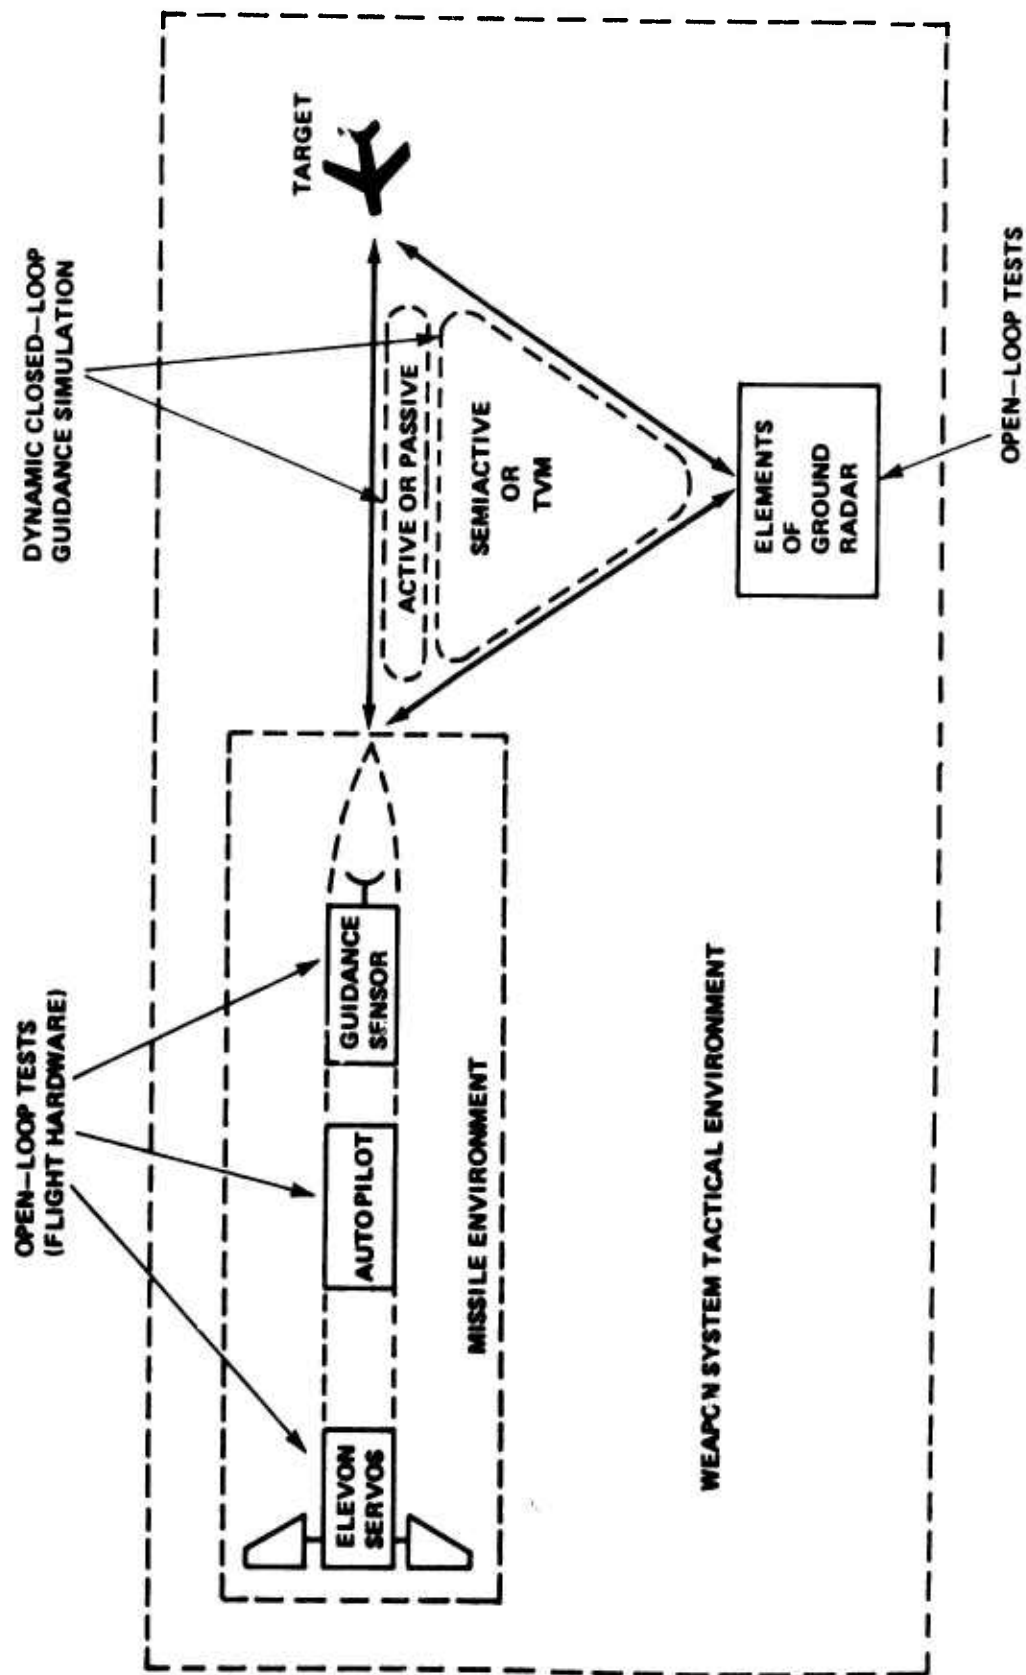 OPEN–LOOP TESTS
(FLIGHT HARDWARE)
DYNAMIC CLOSED–LOOP
GUIDANCE SIMULATION
TARGET
ELEVON
SERVOS
AUTOPILOT
GUIDANCE
SENSOR
ACTIVE OR PASSIVE
SEMIACTIVE
OR
TVM
MISSILE ENVIRONMENT
ELEMENTS
OF
GROUND
RADAR
WEAPON SYSTEM TACTICAL ENVIRONMENT
OPEN–LOOP TESTS